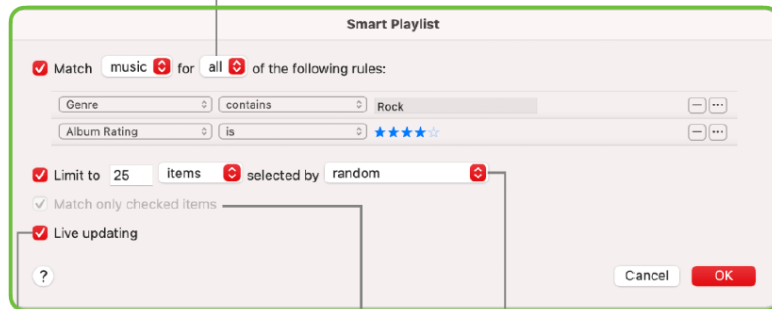 Smart Playlist
Match music for all of the following rules:
Genre contains Rock
Album Rating is ★★★★☆
Limit to 25 items selected by random
Match only checked items
Live updating
? Cancel OK